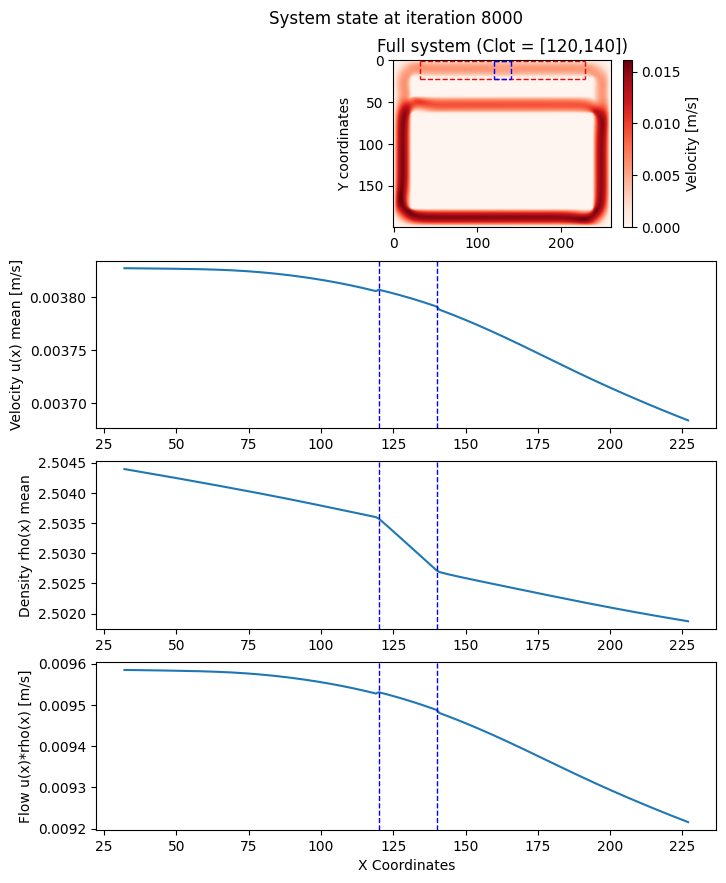 System state at iteration 8000
Full system (Clot = [120,140])
0
50
100
150
Y coordinates
0 100 200
0.015
0.010
0.005
0.000
Velocity [m/s]
Velocity u(x) mean [m/s]
0.00380
0.00375
0.00370
25 50 75 100 125 150 175 200 225
Density rho(x) mean
2.5045
2.5040
2.5035
2.5030
2.5025
2.5020
25 50 75 100 125 150 175 200 225
Flow u(x)*rho(x) [m/s]
0.0096
0.0095
0.0094
0.0093
0.0092
25 50 75 100 125 150 175 200 225
X Coordinates